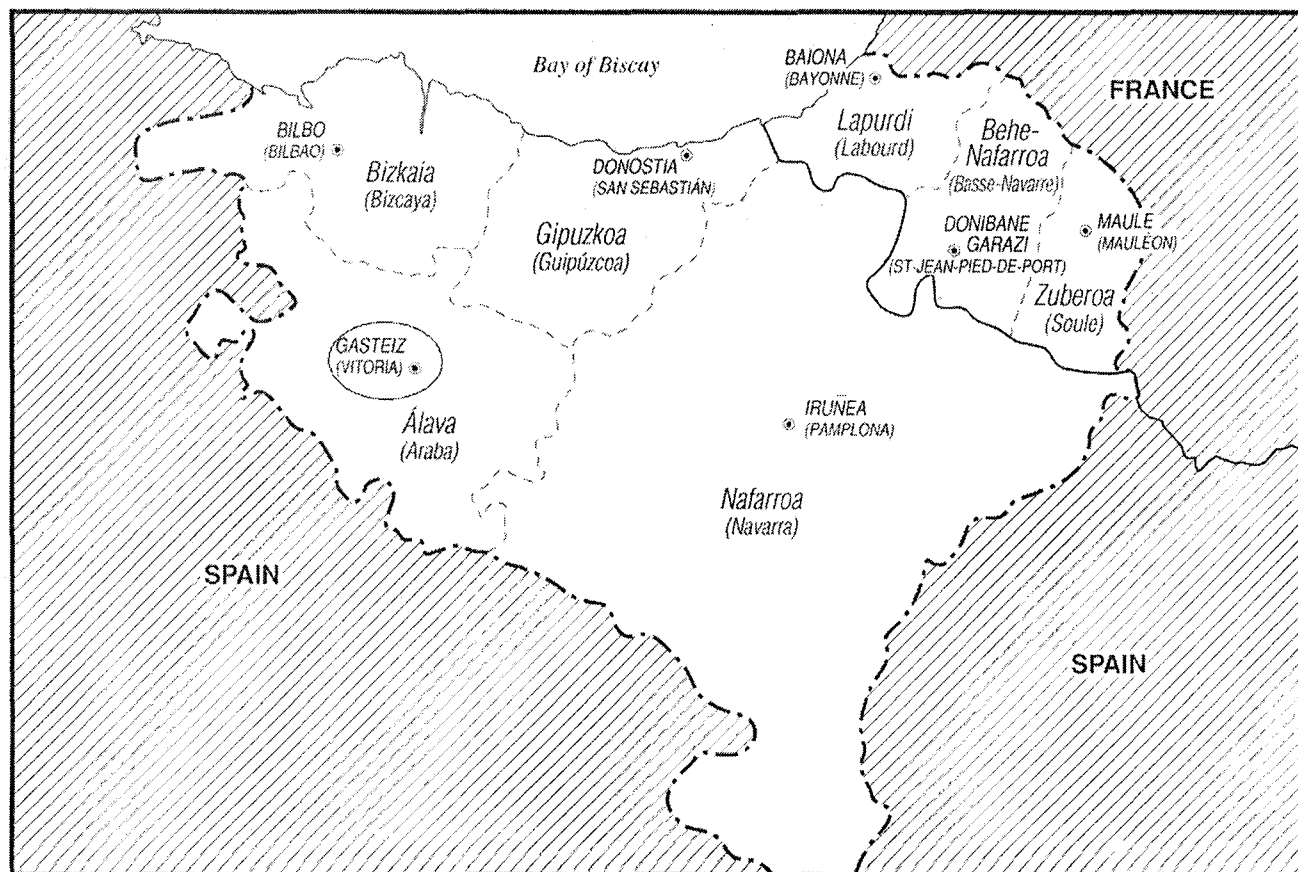 Bay of Biscay
BAIONA
(BAYONNE)
FRANCE
BILBO
(BILBAO)
Bizkaia
(Bizcaya)
DONOSTIA
(SAN SEBASTIÁN)
Lapurdi
(Labourd)
Behe-
Nafarroa
(Basse-Navarre)
Gipuzkoa
(Guipúzcoa)
DONIBANE
GARAZI
(ST-JEAN-PIED-DE-PORT)
MAULE
(MAULÉON)
Zuberoa
(Soule)
GASTEIZ
(VITORIA)
Álava
(Araba)
IRUÑEA
(PAMPLONA)
Nafarroa
(Navarra)
SPAIN
SPAIN